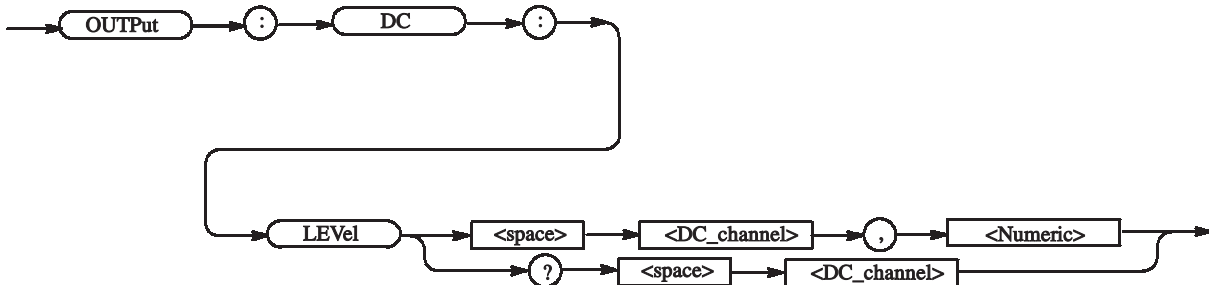 OUTPut : DC :
LEVel <space> <DC_channel> , <Numeric>
? <space> <DC_channel>